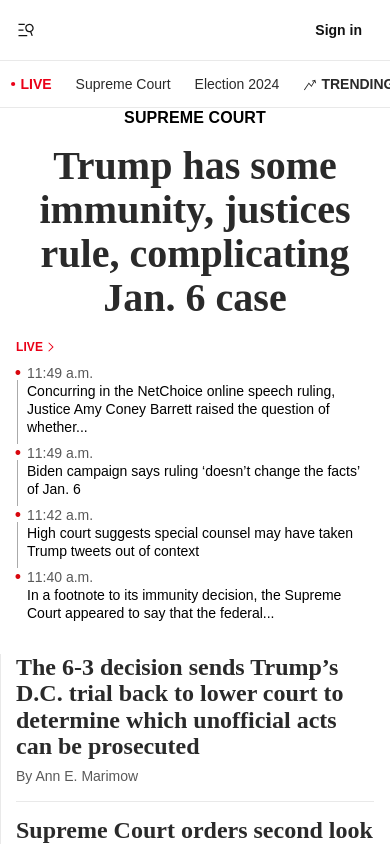 Sign in
• LIVE Supreme Court Election 2024 TRENDING
SUPREME COURT
Trump has some
immunity, justices
rule, complicating
Jan. 6 case
LIVE
11:49 a.m.
Concurring in the NetChoice online speech ruling,
Justice Amy Coney Barrett raised the question of
whether...
11:49 a.m.
Biden campaign says ruling ‘doesn’t change the facts’
of Jan. 6
11:42 a.m.
High court suggests special counsel may have taken
Trump tweets out of context
11:40 a.m.
In a footnote to its immunity decision, the Supreme
Court appeared to say that the federal...
The 6-3 decision sends Trump’s
D.C. trial back to lower court to
determine which unofficial acts
can be prosecuted
By Ann E. Marimow
Supreme Court orders second look